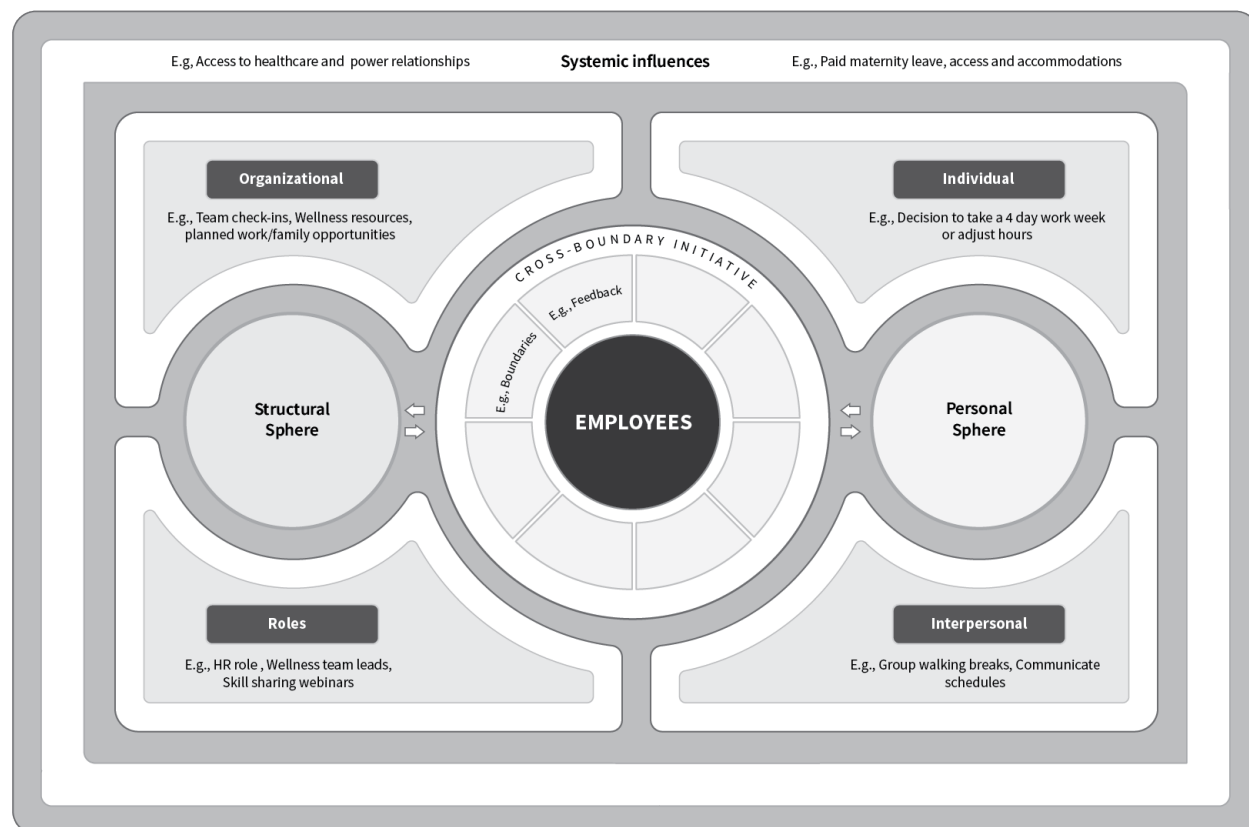 E.g, Access to healthcare and power relationships
Systemic influences
E.g., Paid maternity leave, access and accommodations
Organizational
E.g., Team check-ins, Wellness resources,
planned work/family opportunities
Individual
E.g., Decision to take a 4 day work week
or adjust hours
CROSS-BOUNDARY INITIATIVE
E.g., Feedback
E.g., Boundaries
Structural
Sphere
EMPLOYEES
Personal
Sphere
Roles
E.g., HR role , Wellness team leads,
Skill sharing webinars
Interpersonal
E.g., Group walking breaks, Communicate
schedules